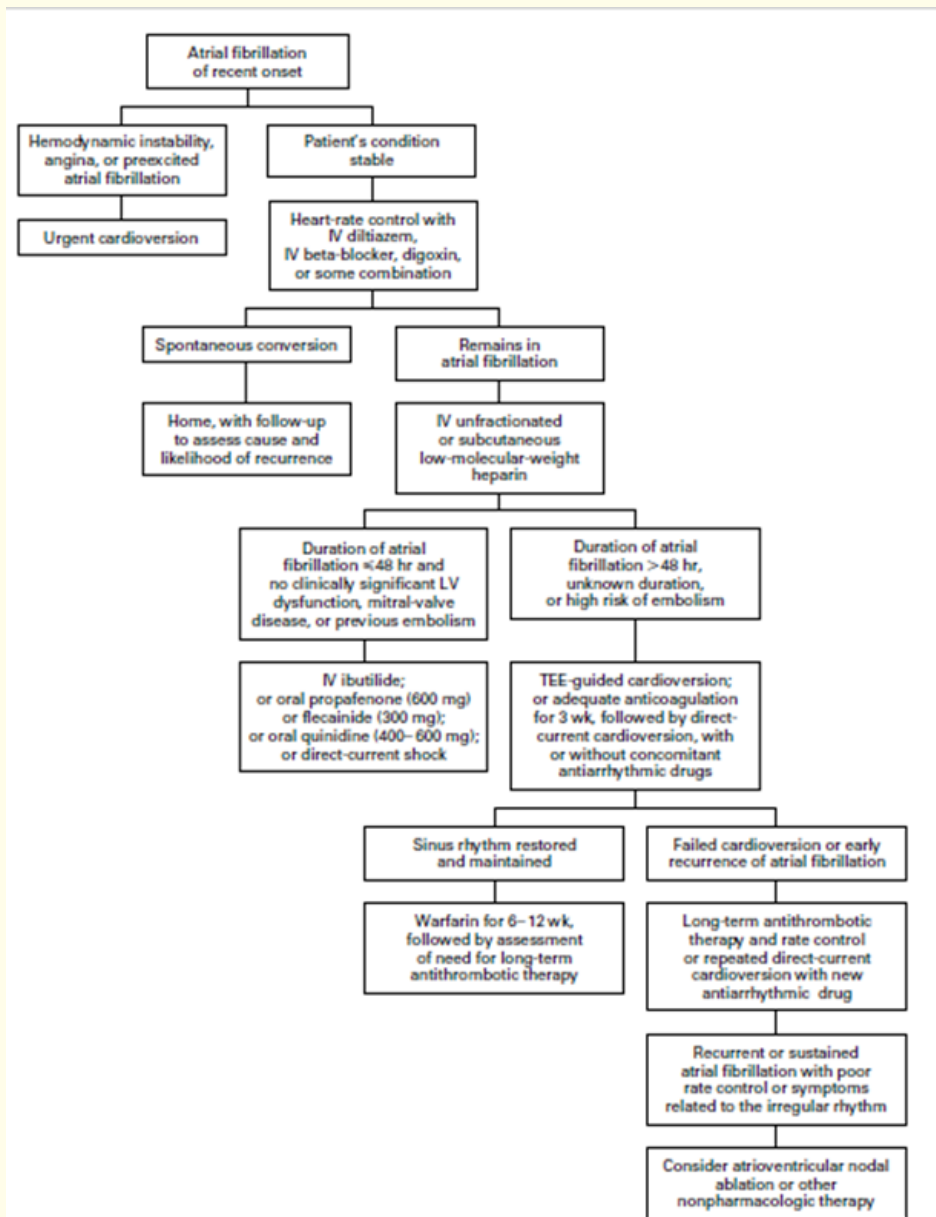 Atrial fibrillation
of recent onset
Hemodynamic instability,
angina, or preexcited
atrial fibrillation
Patient's condition
stable
Urgent cardioversion
Heart-rate control with
IV diltiazem,
IV beta-blocker, digoxin,
or some combination
Spontaneous conversion
Remains in
atrial fibrillation
Home, with follow-up
to assess cause and
likelihood of recurrence
IV unfractionated
or subcutaneous
low-molecular-weight
heparin
Duration of atrial
fibrillation ≤48 hr and
no clinically significant LV
dysfunction, mitral-valve
disease, or previous embolism
Duration of atrial
fibrillation >48 hr,
unknown duration,
or high risk of embolism
IV ibutilide;
or oral propafenone (600 mg)
or flecainide (300 mg);
or oral quinidine (400–600 mg);
or direct-current shock
TEE-guided cardioversion;
or adequate anticoagulation
for 3 wk, followed by direct-
current cardioversion, with
or without concomitant
antiarrhythmic drugs
Sinus rhythm restored
and maintained
Failed cardioversion or early
recurrence of atrial fibrillation
Warfarin for 6–12 wk,
followed by assessment
of need for long-term
antithrombotic therapy
Long-term antithrombotic
therapy and rate control
or repeated direct-current
cardioversion with new
antiarrhythmic drug
Recurrent or sustained
atrial fibrillation with poor
rate control or symptoms
related to the irregular rhythm
Consider atrioventricular nodal
ablation or other
nonpharmacologic therapy